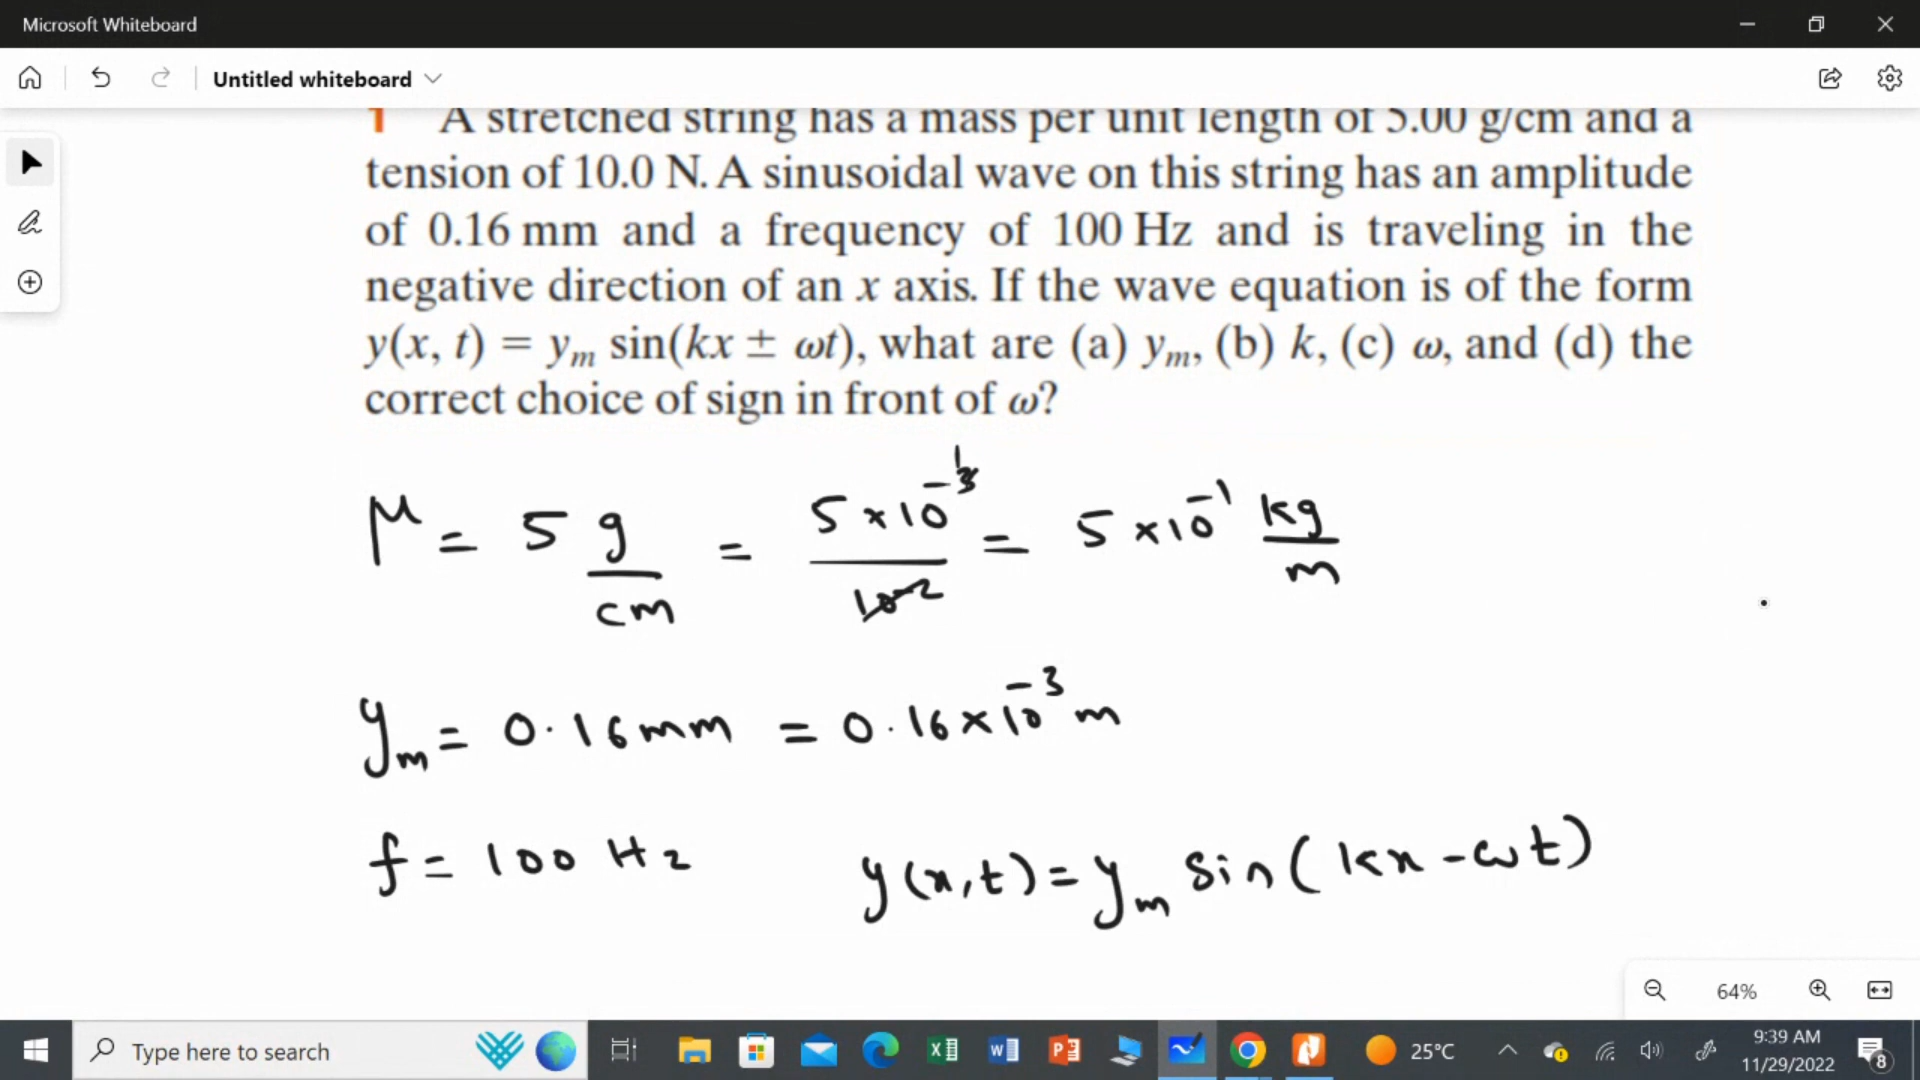 Microsoft Whiteboard
Untitled whiteboard
1 A stretched string has a mass per unit length of 5.00 g/cm and a
tension of 10.0 N. A sinusoidal wave on this string has an amplitude
of 0.16 mm and a frequency of 100 Hz and is traveling in the
negative direction of an x axis. If the wave equation is of the form
y(x, t) = yₘ sin(kx ± ωt), what are (a) yₘ, (b) k, (c) ω, and (d) the
correct choice of sign in front of ω?
μ = 5 g/cm = 5×10⁻¹/10⁻² = 5×10⁻¹ kg/m
yₘ = 0.16mm = 0.16×10⁻³ m
f = 100 Hz y(x,t) = yₘ sin(kx - ωt)
64%
Type here to search
25°C
9:39 AM
11/29/2022
8